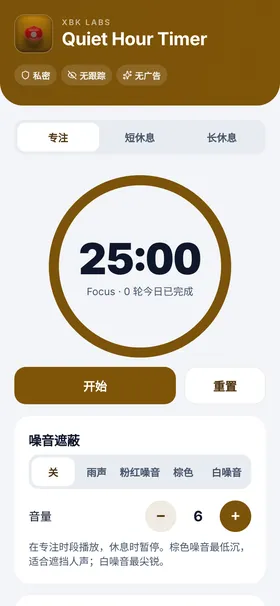 XBK LABS
Quiet Hour Timer
私密 无跟踪 无广告
专注 短休息 长休息
25:00
Focus · 0 轮今日已完成
开始 重置
噪音遮蔽
关 雨声 粉红噪音 棕色 白噪音
音量 − 6 +
在专注时段播放，休息时暂停。棕色噪音最低沉，
适合遮挡人声；白噪音最尖锐。